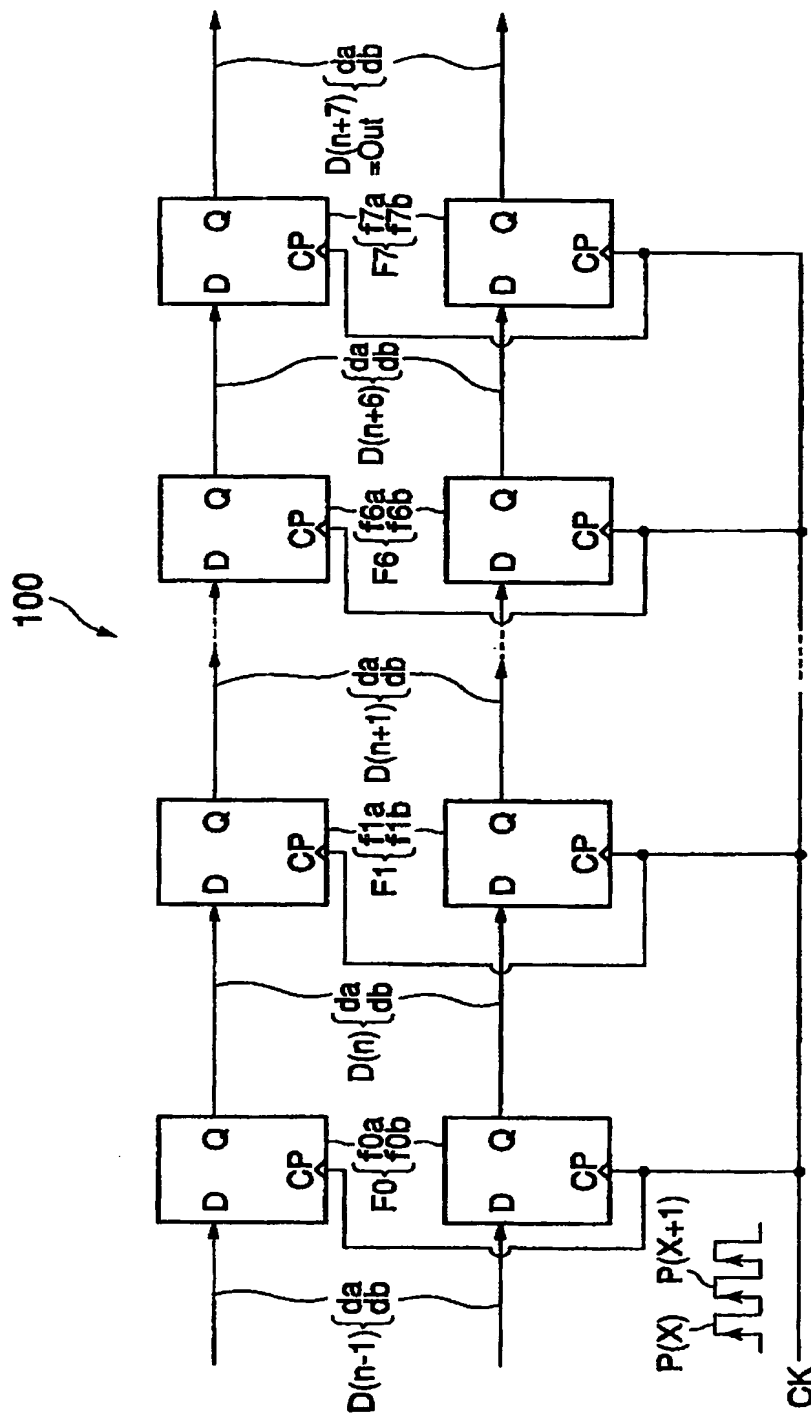 100
D Q
CP
D Q
CP
D Q
CP
D Q
CP
D(n-1) { da
db
F0 { f0a
f0b
D(n) { da
db
F1 { f1a
f1b
D(n+1) { da
db
F6 { f6a
f6b
D(n+6) { da
db
F7 { f7a
f7b
D(n+7) { da
db
=Out
D Q
CP
D Q
CP
D Q
CP
D Q
CP
P(X) P(X+1)
CK